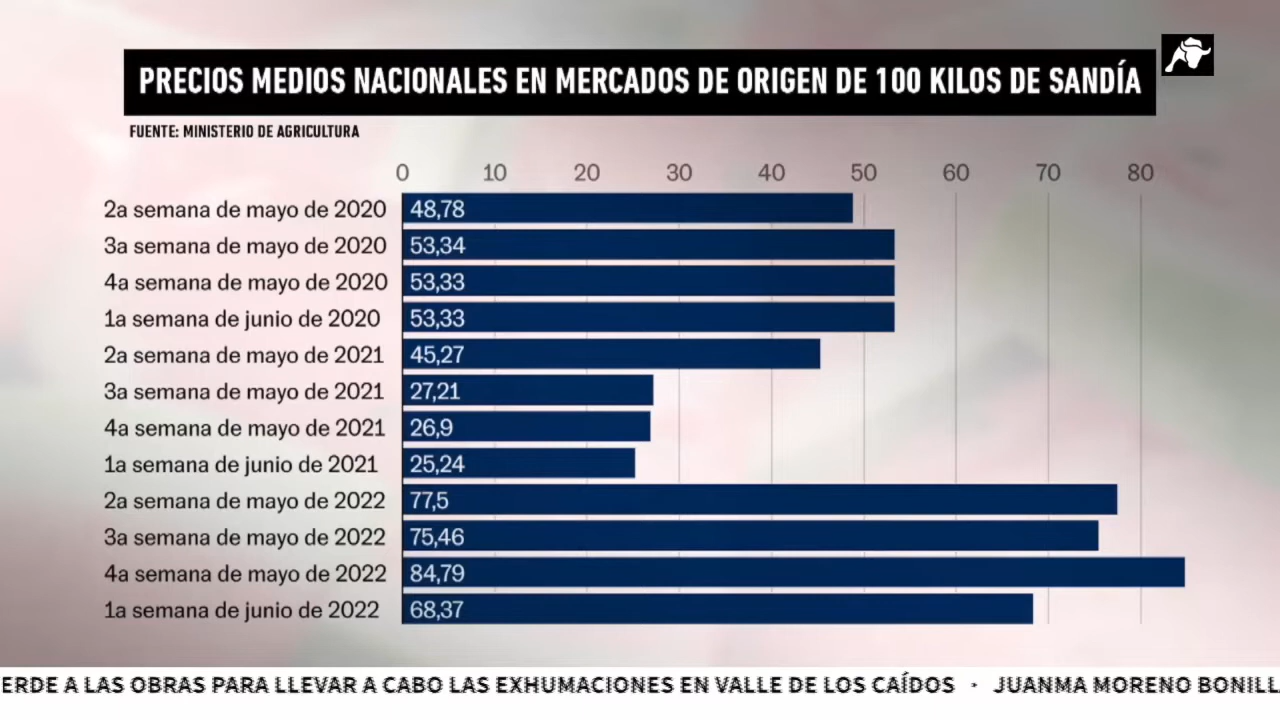 PRECIOS MEDIOS NACIONALES EN MERCADOS DE ORIGEN DE 100 KILOS DE SANDÍA
FUENTE: MINISTERIO DE AGRICULTURA
0 10 20 30 40 50 60 70 80
2a semana de mayo de 2020 48,78
3a semana de mayo de 2020 53,34
4a semana de mayo de 2020 53,33
1a semana de junio de 2020 53,33
2a semana de mayo de 2021 45,27
3a semana de mayo de 2021 27,21
4a semana de mayo de 2021 26,9
1a semana de junio de 2021 25,24
2a semana de mayo de 2022 77,5
3a semana de mayo de 2022 75,46
4a semana de mayo de 2022 84,79
1a semana de junio de 2022 68,37
ERDE A LAS OBRAS PARA LLEVAR A CABO LAS EXHUMACIONES EN VALLE DE LOS CAÍDOS · JUANMA MORENO BONILL